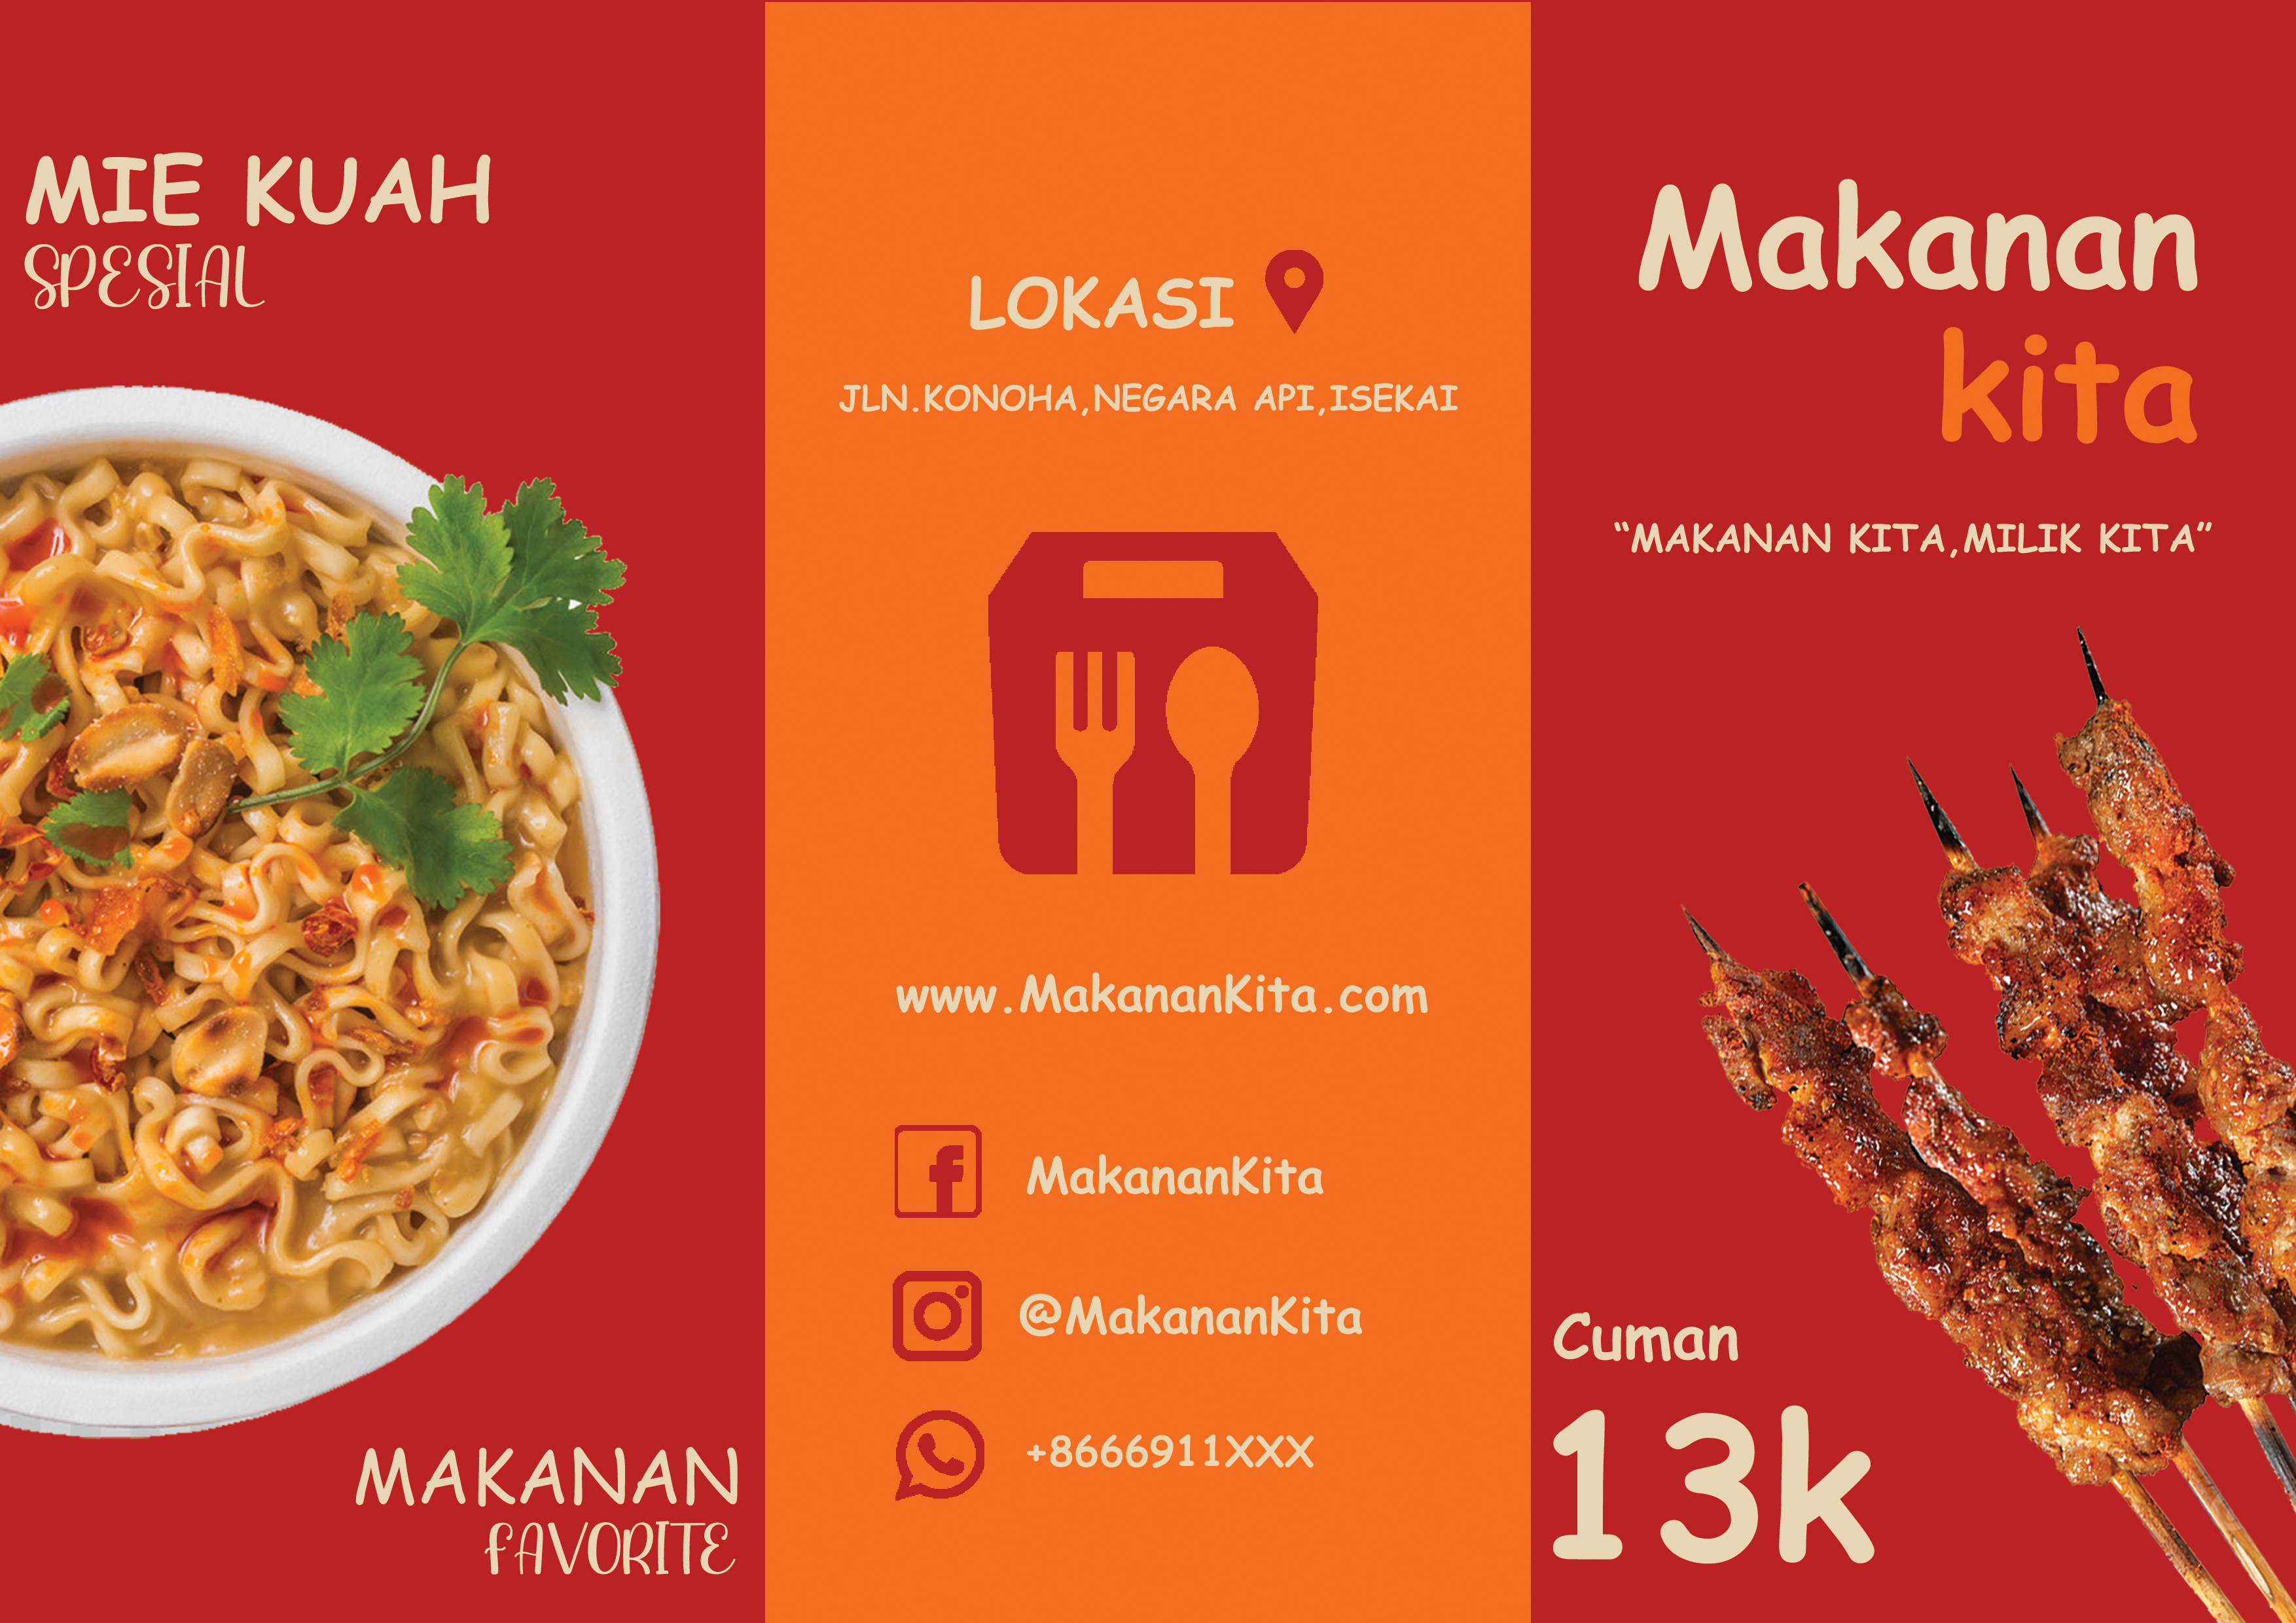 MIE KUAH
SPESIAL
MAKANAN
fAVORITE
LOKASI
JLN.KONOHA,NEGARA API,ISEKAI
www.MakananKita.com
MakananKita
@MakananKita
+8666911XXX
Makanan
kita
“MAKANAN KITA,MILIK KITA”
Cuman
13k